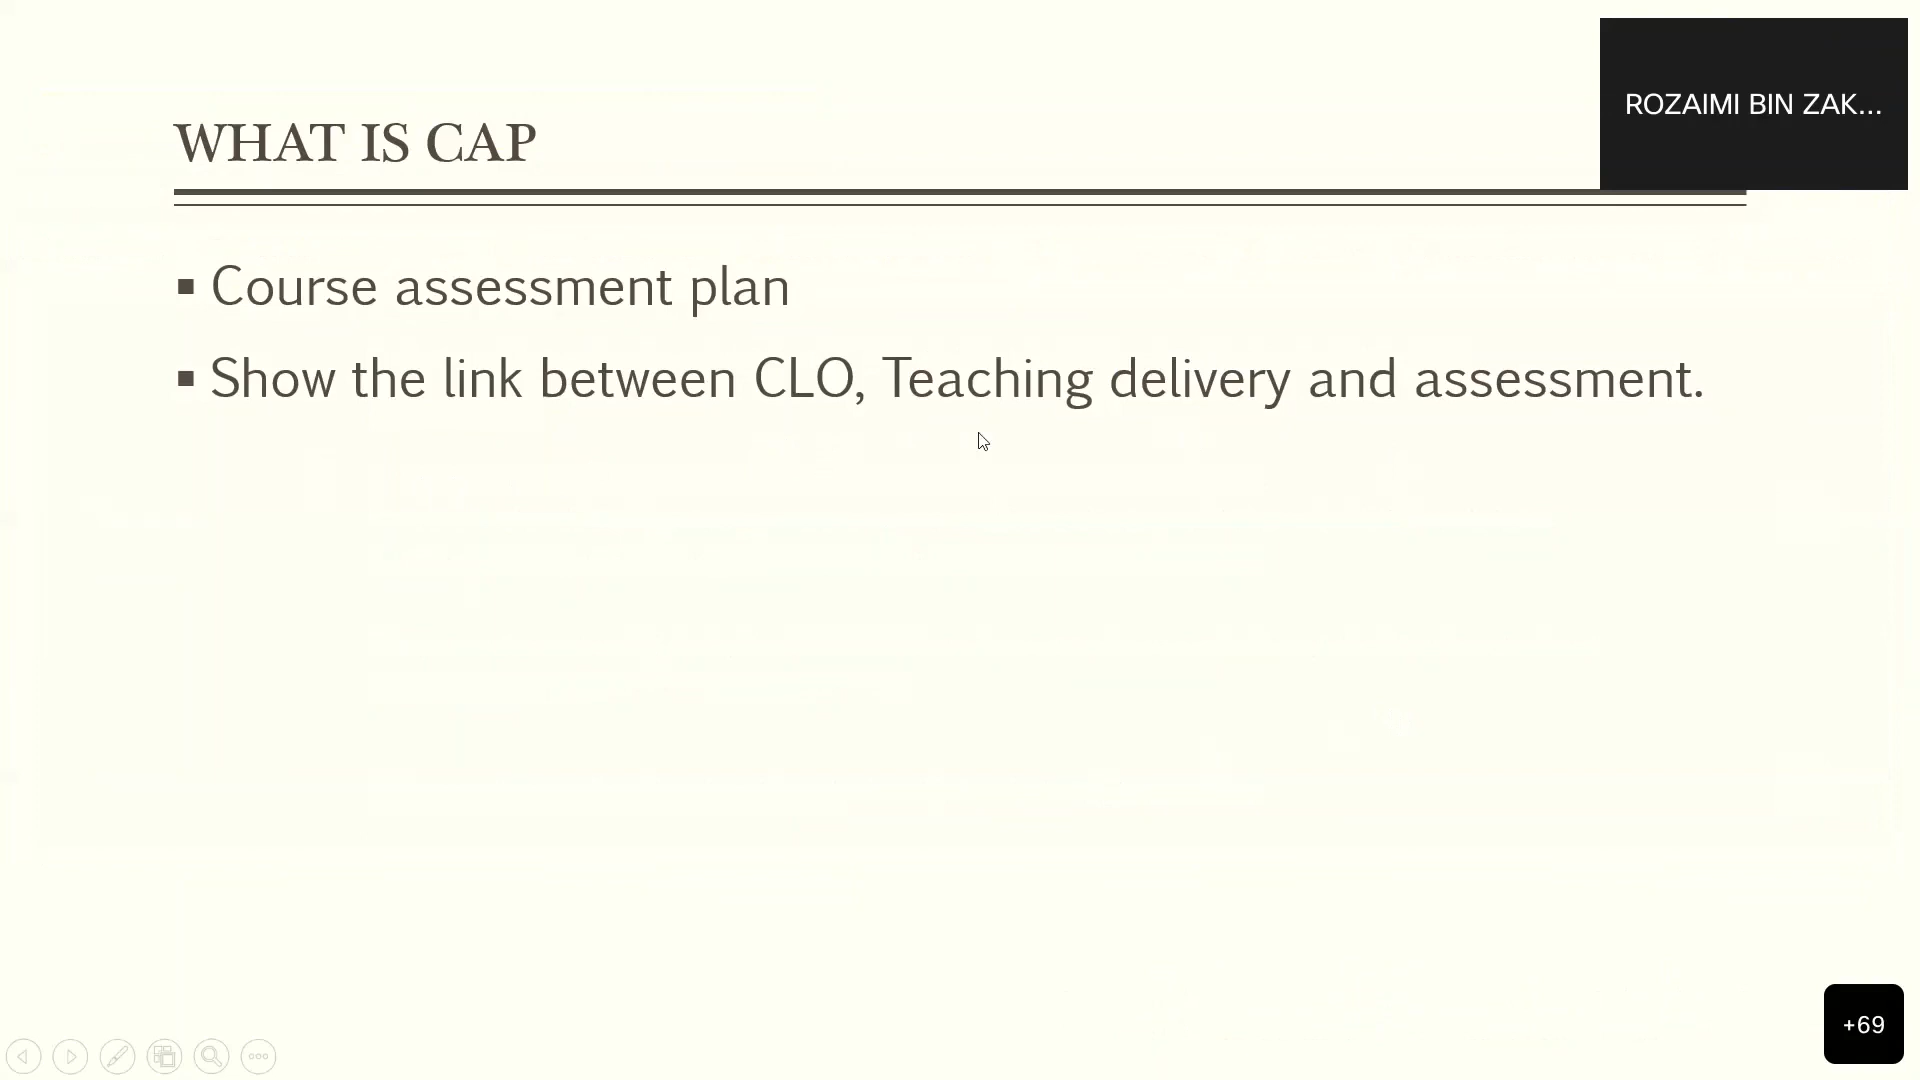 ROZAIMI BIN ZAK...
WHAT IS CAP
▪ Course assessment plan
▪ Show the link between CLO, Teaching delivery and assessment.
+69